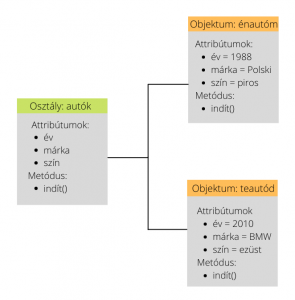 Objektum: énautóm
Attribútumok:
• év = 1988
• márka = Polski
• szín = piros
Metódus:
• indít()
Osztály: autók
Attribútumok:
• év
• márka
• szín
Metódus:
• indít()
Objektum: teautód
Attribútumok
• év = 2010
• márka = BMW
• szín = ezüst
Metódus:
• indít()